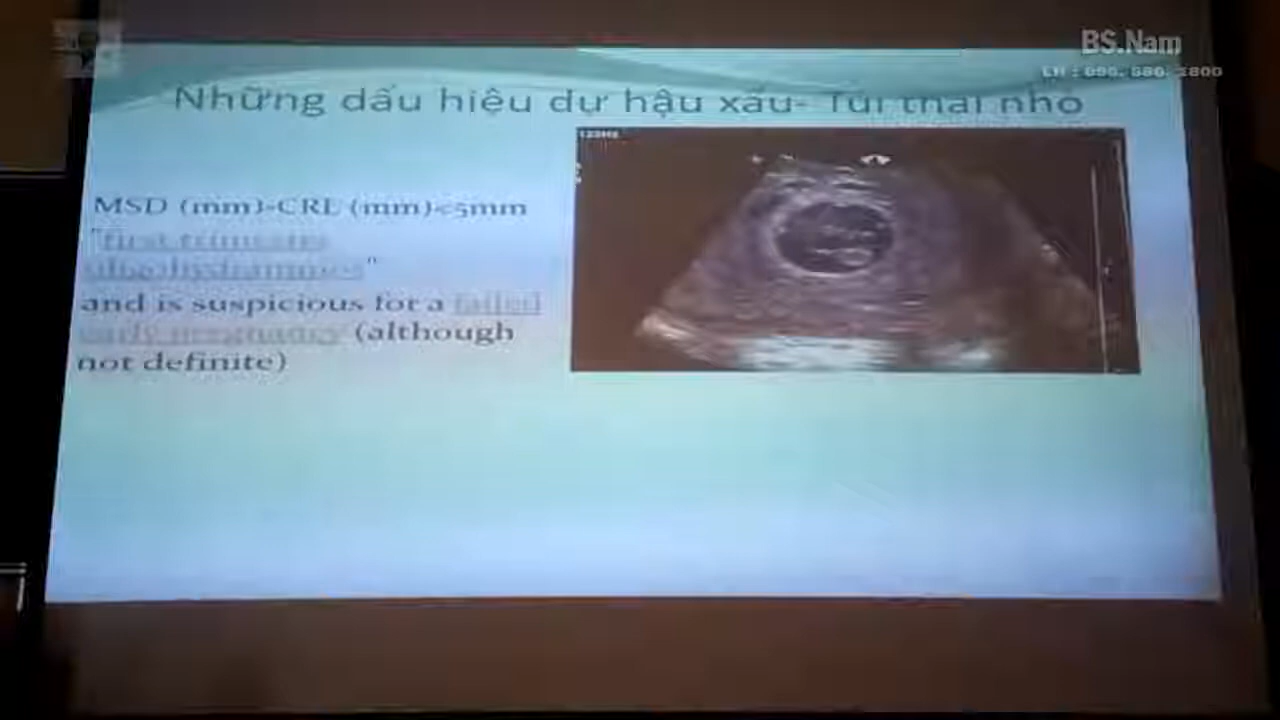 BS.Nam
Những dấu hiệu dự hậu xấu- Túi thai nhỏ
123Hz
MSD (mm)-CRL (mm)<5mm
"first trimester
oligohydramnios"
and is suspicious for a failed
early pregnancy (although
not definite)